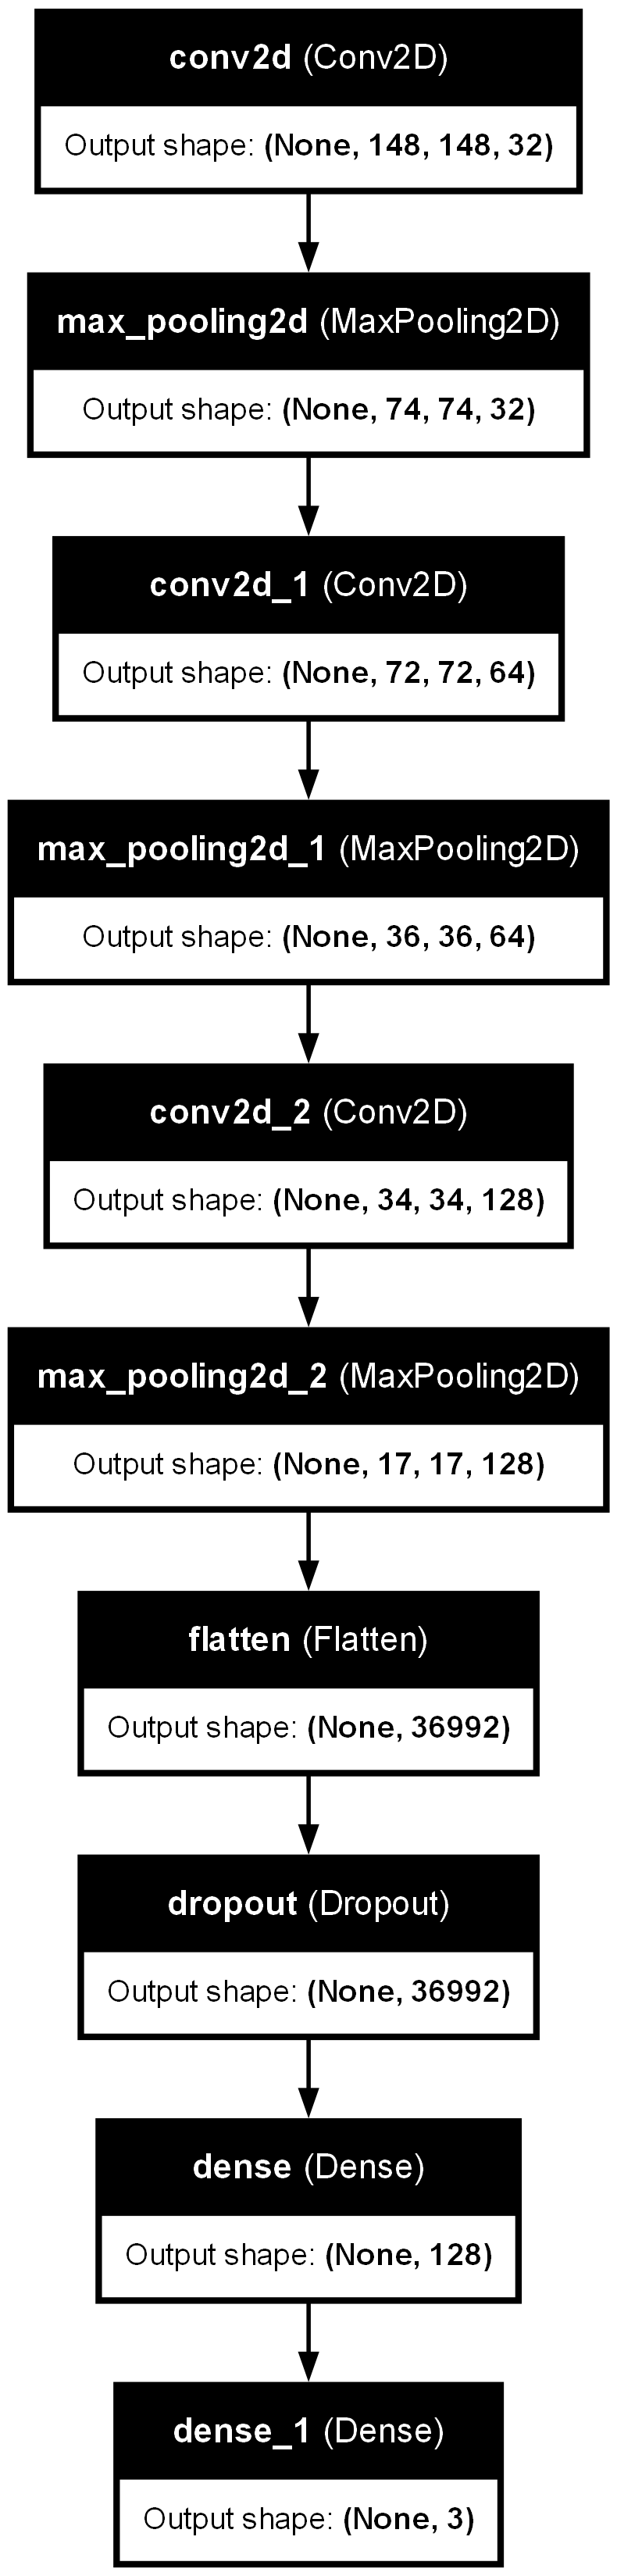 conv2d (Conv2D)
Output shape: (None, 148, 148, 32)
max_pooling2d (MaxPooling2D)
Output shape: (None, 74, 74, 32)
conv2d_1 (Conv2D)
Output shape: (None, 72, 72, 64)
max_pooling2d_1 (MaxPooling2D)
Output shape: (None, 36, 36, 64)
conv2d_2 (Conv2D)
Output shape: (None, 34, 34, 128)
max_pooling2d_2 (MaxPooling2D)
Output shape: (None, 17, 17, 128)
flatten (Flatten)
Output shape: (None, 36992)
dropout (Dropout)
Output shape: (None, 36992)
dense (Dense)
Output shape: (None, 128)
dense_1 (Dense)
Output shape: (None, 3)